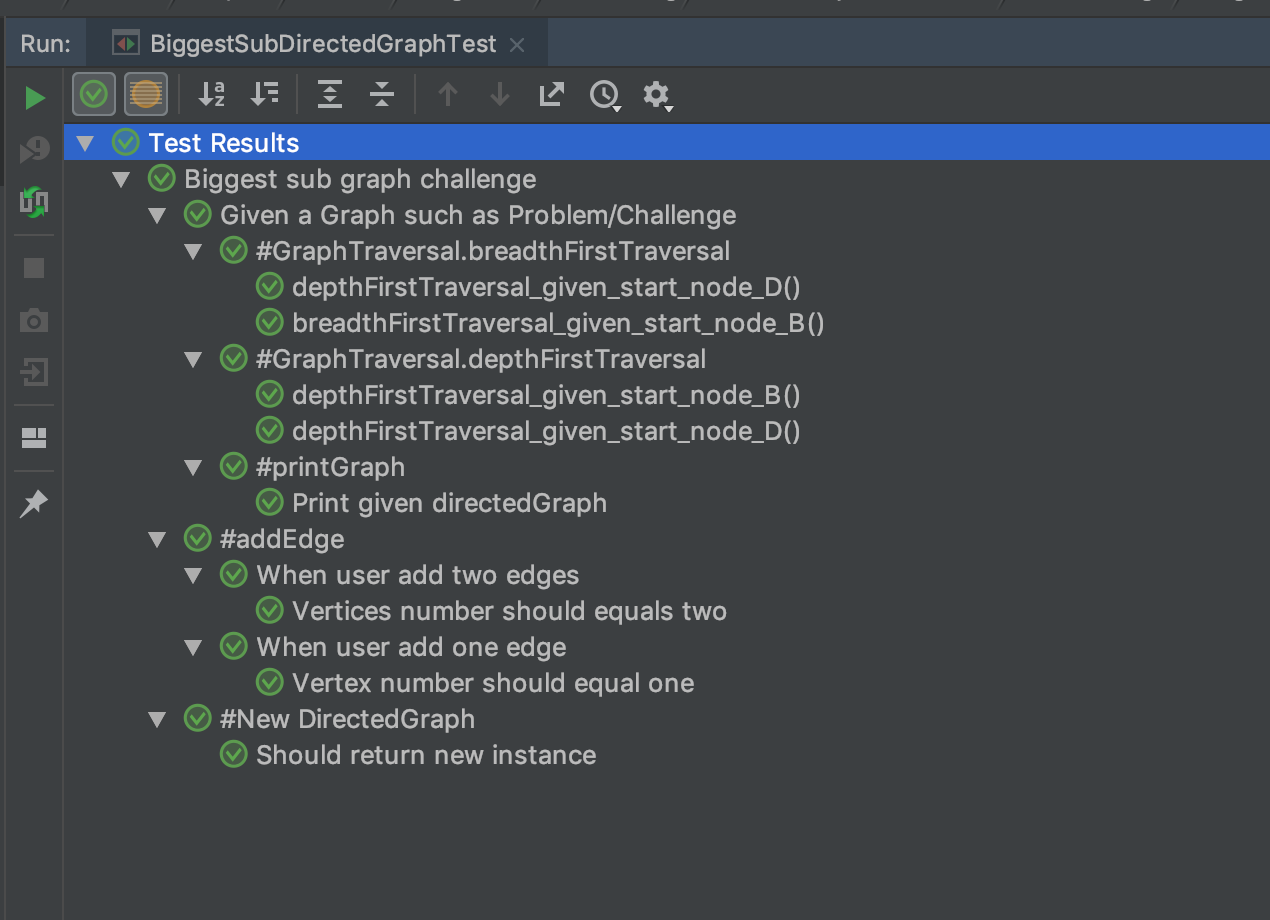 Run: BiggestSubDirectedGraphTest
Test Results
Biggest sub graph challenge
Given a Graph such as Problem/Challenge
#GraphTraversal.breadthFirstTraversal
depthFirstTraversal_given_start_node_D()
breadthFirstTraversal_given_start_node_B()
#GraphTraversal.depthFirstTraversal
depthFirstTraversal_given_start_node_B()
depthFirstTraversal_given_start_node_D()
#printGraph
Print given directedGraph
#addEdge
When user add two edges
Vertices number should equals two
When user add one edge
Vertex number should equal one
#New DirectedGraph
Should return new instance